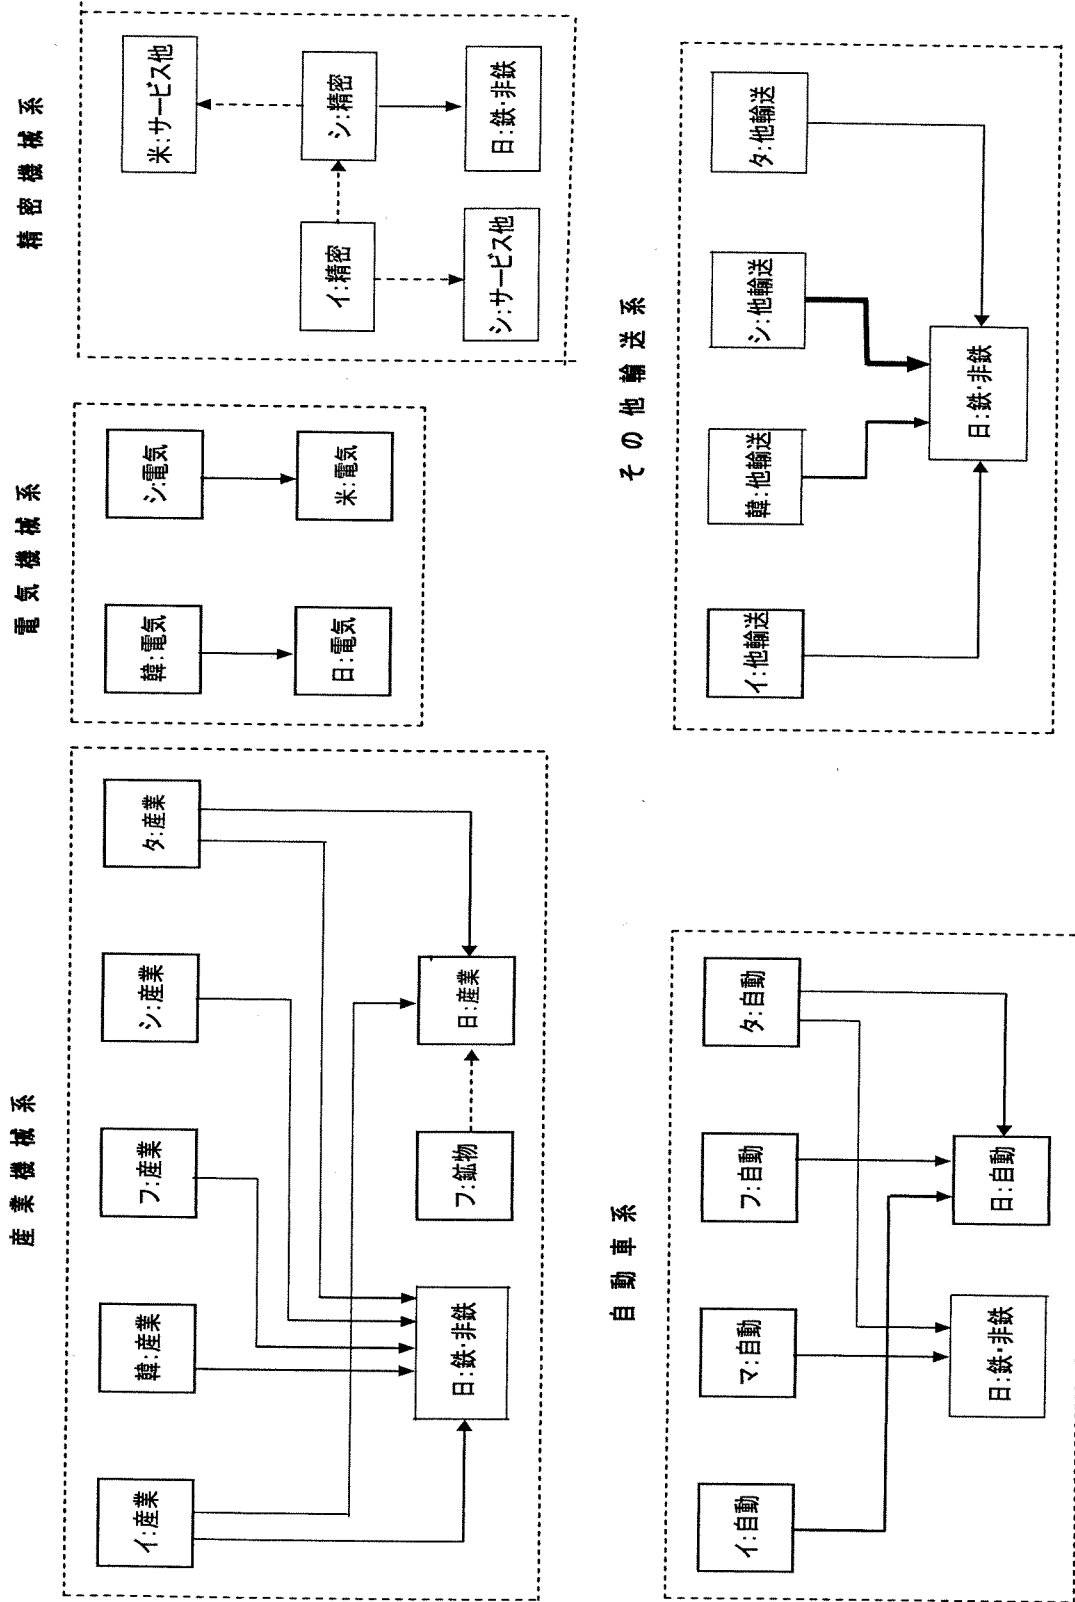 産業機械系
イ:産業
韓:産業
フ:産業
シ:産業
タ:産業
日:鉄・非鉄
フ:鉱物
日:産業
電気機械系
韓:電気
シ:電気
日:電気
米:電気
精密機械系
米:サービス他
イ:精密
シ:精密
シ:サービス他
日:鉄・非鉄
自動車系
イ:自動
マ:自動
フ:自動
タ:自動
日:鉄・非鉄
日:自動
その他輸送系
イ:他輸送
韓:他輸送
シ:他輸送
タ:他輸送
日:鉄・非鉄